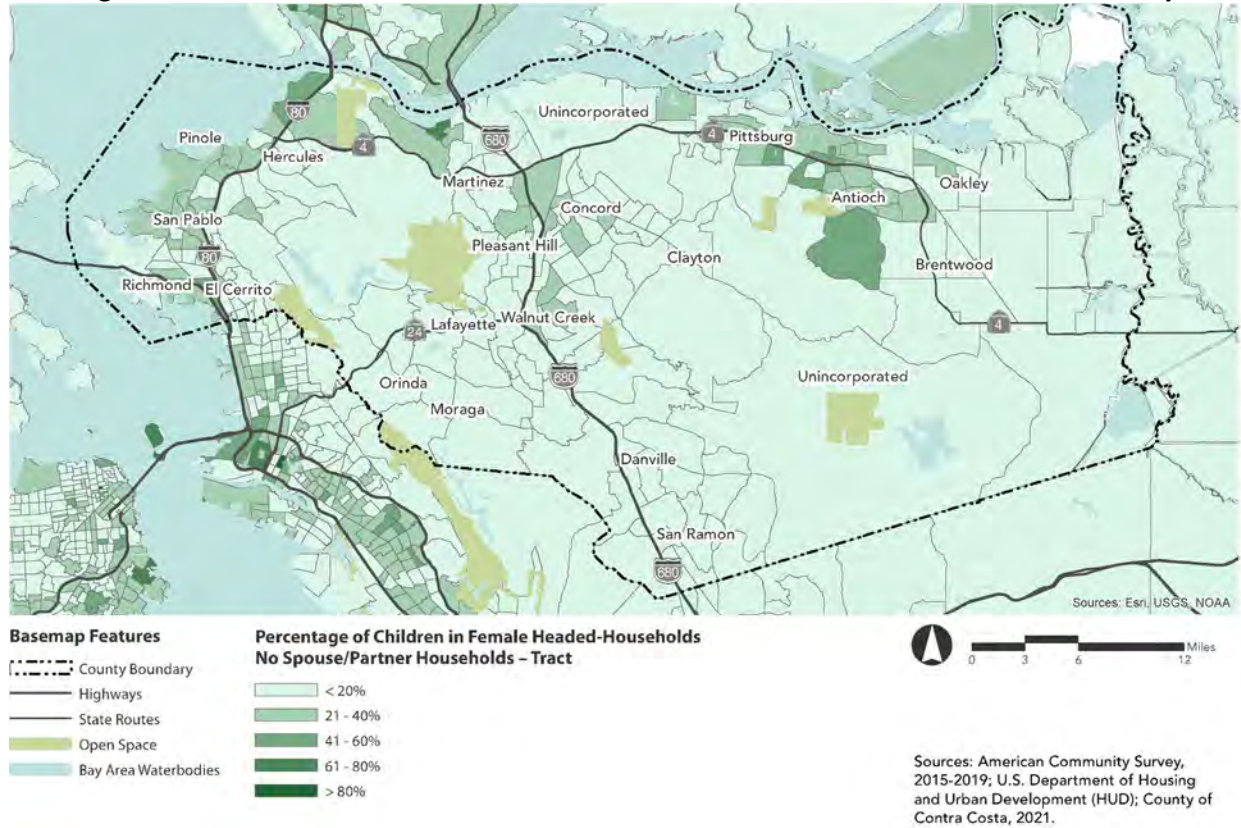 80
680
Unincorporated
Pinole
4
Pittsburg
Hercules
4
Martinez
Oakley
Antioch
San Pablo
Concord
Pleasant Hill
80
Clayton
Brentwood
Richmond
El Cerrito
Walnut Creek
24
Lafayette
4
680
Unincorporated
Orinda
Moraga
Danville
San Ramon
680
Sources: Esri, USGS, NOAA
Basemap Features
County Boundary
Highways
State Routes
Open Space
Bay Area Waterbodies
Percentage of Children in Female Headed-Households
No Spouse/Partner Households – Tract
< 20%
21 - 40%
41 - 60%
61 - 80%
> 80%
Miles
0 3 6 12
Sources: American Community Survey,
2015-2019; U.S. Department of Housing
and Urban Development (HUD); County of
Contra Costa, 2021.